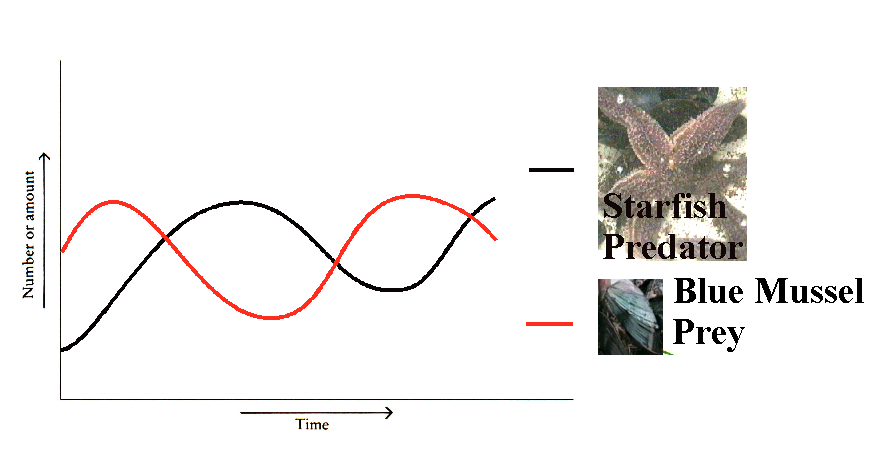 Number or amount
Time
Starfish
Predator
Blue Mussel
Prey